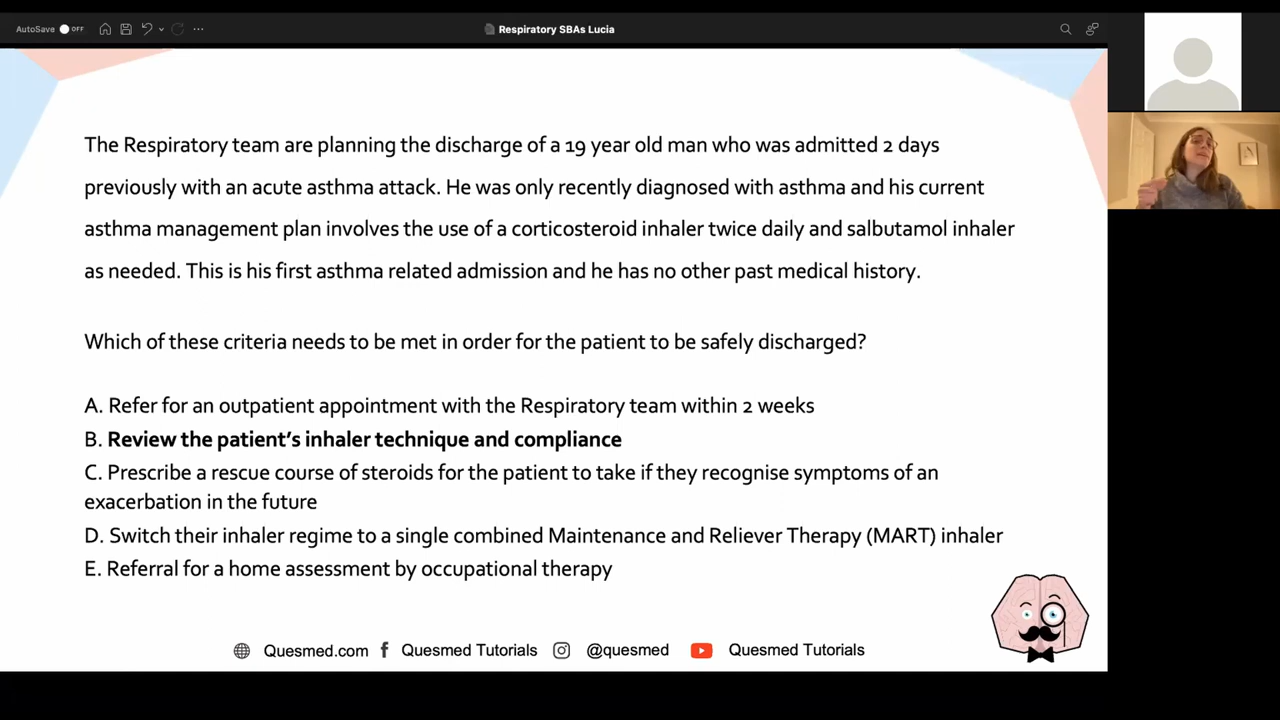 AutoSave OFF
Respiratory SBAs Lucia
The Respiratory team are planning the discharge of a 19 year old man who was admitted 2 days
previously with an acute asthma attack. He was only recently diagnosed with asthma and his current
asthma management plan involves the use of a corticosteroid inhaler twice daily and salbutamol inhaler
as needed. This is his first asthma related admission and he has no other past medical history.
Which of these criteria needs to be met in order for the patient to be safely discharged?
A. Refer for an outpatient appointment with the Respiratory team within 2 weeks
B. Review the patient's inhaler technique and compliance
C. Prescribe a rescue course of steroids for the patient to take if they recognise symptoms of an
exacerbation in the future
D. Switch their inhaler regime to a single combined Maintenance and Reliever Therapy (MART) inhaler
E. Referral for a home assessment by occupational therapy
Quesmed.com Quesmed Tutorials @quesmed Quesmed Tutorials